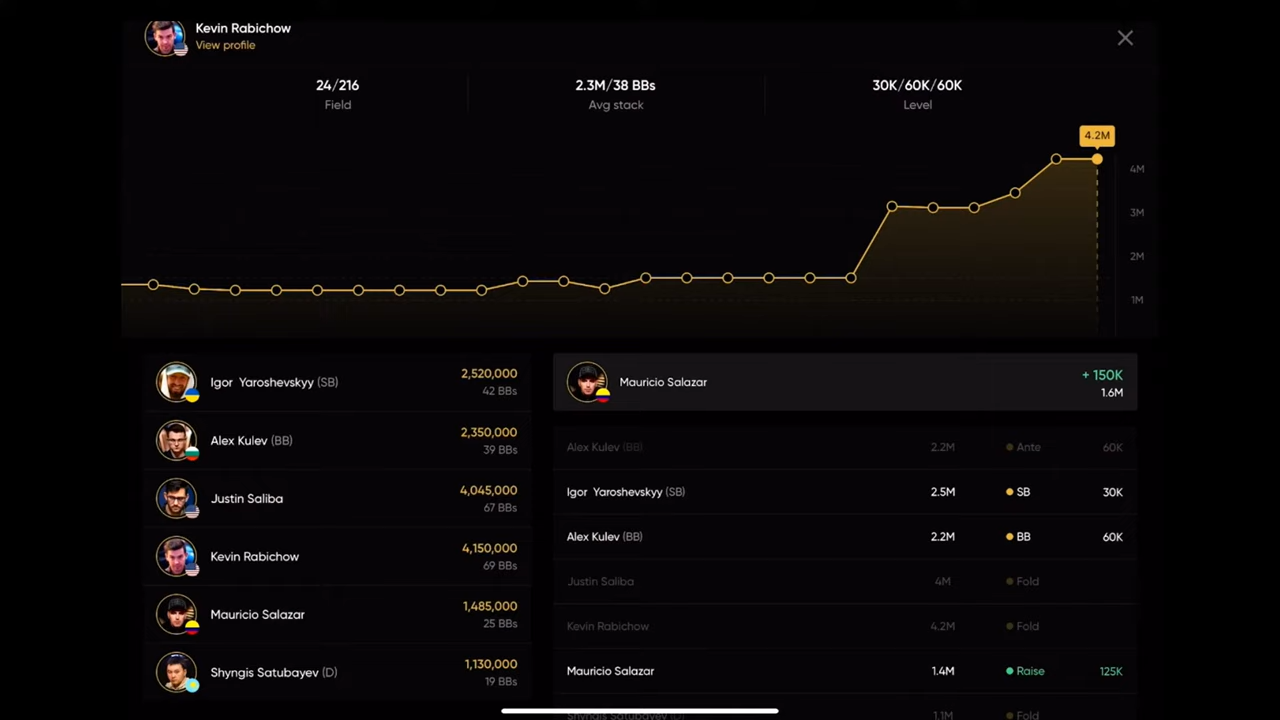 Kevin Rabichow
View profile
24/216
Field
2.3M/38 BBs
Avg stack
30K/60K/60K
Level
4.2M
4M
3M
2M
1M
Igor Yaroshevskyy (SB)
2,520,000
42 BBs
Alex Kulev (BB)
2,350,000
39 BBs
Justin Saliba
4,045,000
67 BBs
Kevin Rabichow
4,150,000
69 BBs
Mauricio Salazar
1,485,000
25 BBs
Shyngis Satubayev (D)
1,130,000
19 BBs
Mauricio Salazar
+ 150K
1.6M
Alex Kulev (BB) 2.2M Ante 60K
Igor Yaroshevskyy (SB) 2.5M SB 30K
Alex Kulev (BB) 2.2M BB 60K
Justin Saliba 4M Fold
Kevin Rabichow 4.2M Fold
Mauricio Salazar 1.4M Raise 125K
Shyngis Satubayev (D) 1.1M Fold